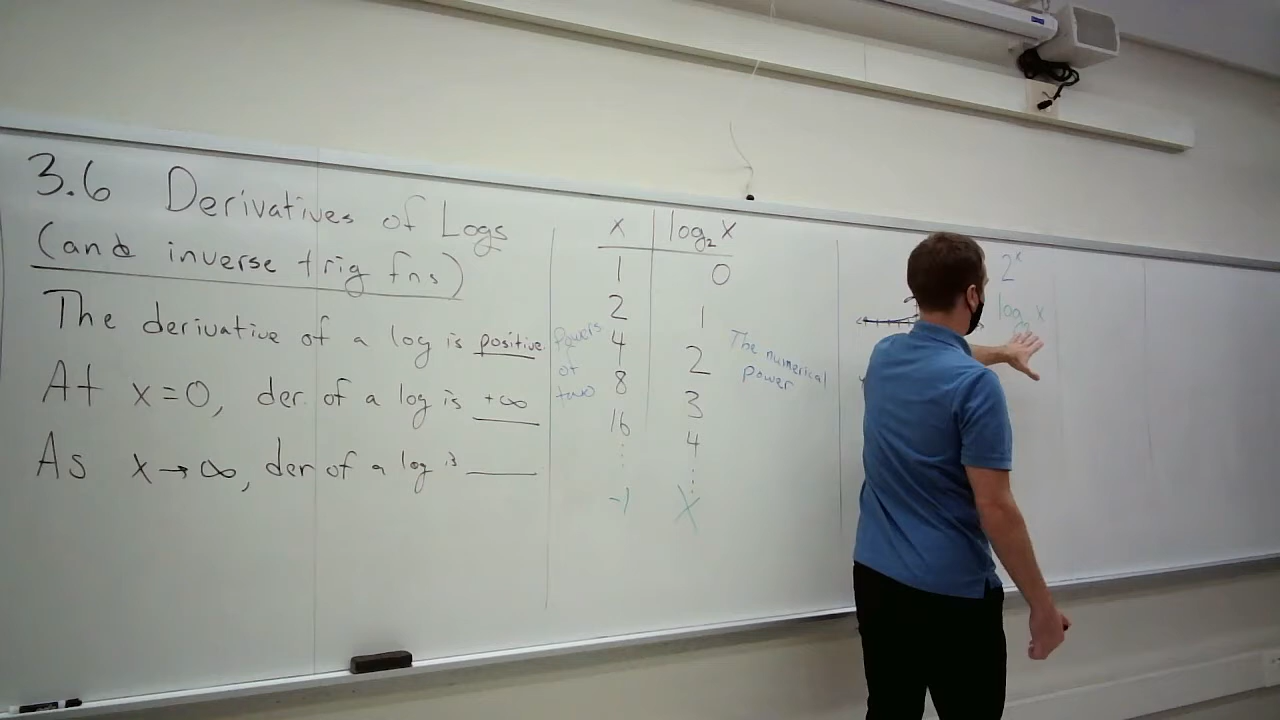 3.6 Derivatives of Logs
(and inverse trig fns)
The derivative of a log is positive
At x=0, der. of a log is +∞
As x→∞, der of a log is ____
Powers
of
two
x log₂ x
1 0
2 1
4 2
8 3
16 4
-1 X
The numerical
power
2ˣ
log₂ x